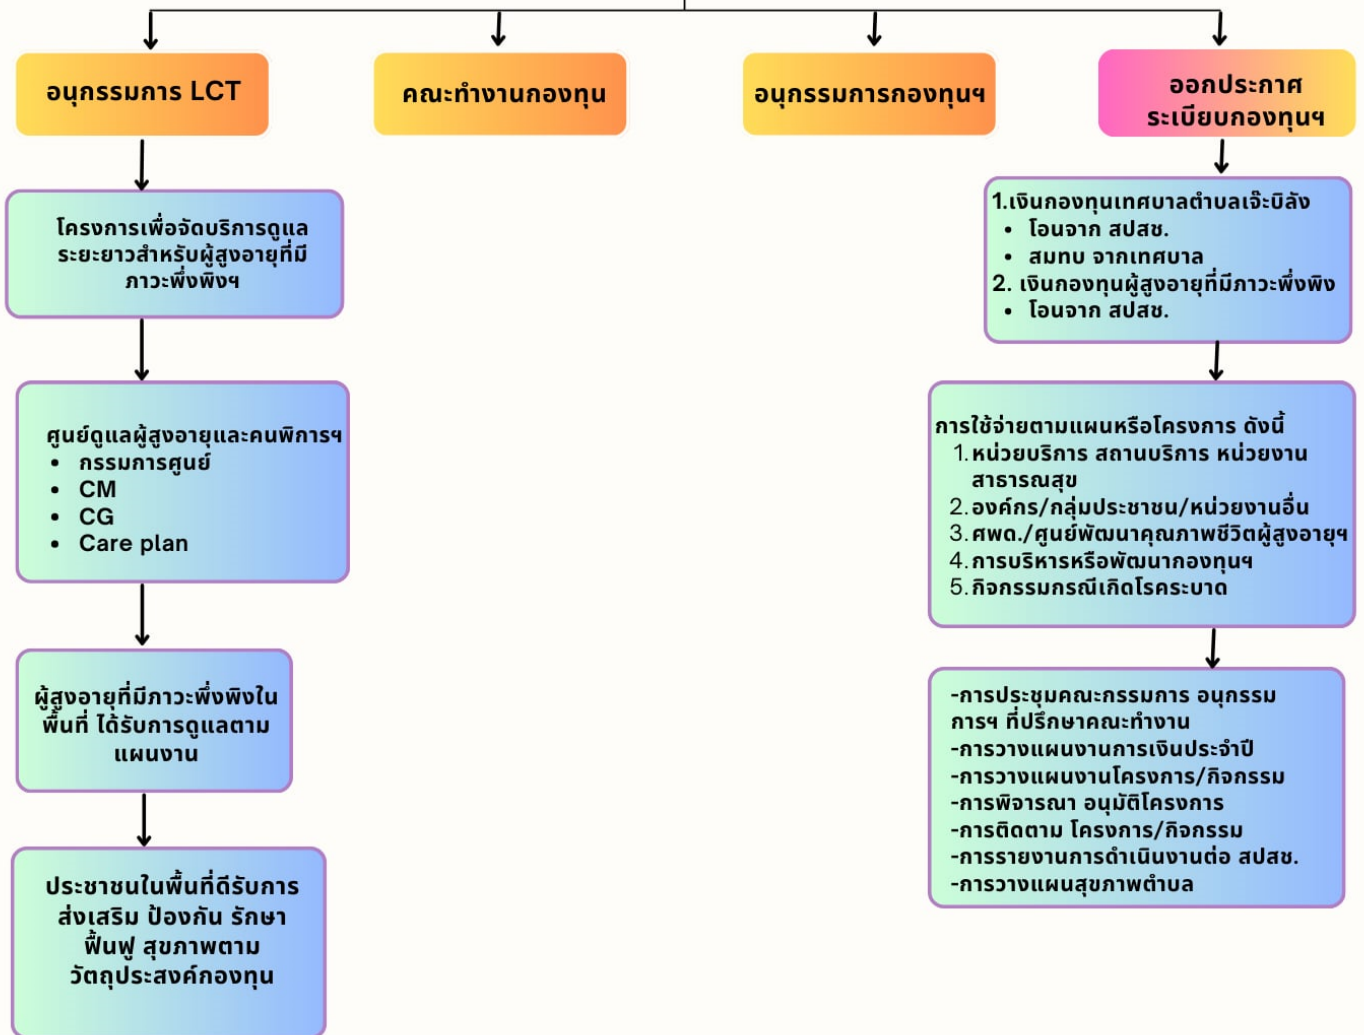 อนุกรรมการ LCT
คณะทำงานกองทุน
อนุกรรมการกองทุนฯ
ออกประกาศ
ระเบียบกองทุนฯ
โครงการเพื่อจัดบริการดูแล
ระยะยาวสำหรับผู้สูงอายุที่มี
ภาวะพึ่งพิงฯ
ศูนย์ดูแลผู้สูงอายุและคนพิการฯ
• กรรมการศูนย์
• CM
• CG
• Care plan
ผู้สูงอายุที่มีภาวะพึ่งพิงใน
พื้นที่ ได้รับการดูแลตาม
แผนงาน
ประชาชนในพื้นที่ดีรับการ
ส่งเสริม ป้องกัน รักษา
ฟื้นฟู สุขภาพตาม
วัตถุประสงค์กองทุน
1.เงินกองทุนเทศบาลตำบลเจ๊ะบิลัง
• โอนจาก สปสช.
• สมทบ จากเทศบาล
2. เงินกองทุนผู้สูงอายุที่มีภาวะพึ่งพิง
• โอนจาก สปสช.
การใช้จ่ายตามแผนหรือโครงการ ดังนี้
1. หน่วยบริการ สถานบริการ หน่วยงาน
สาธารณสุข
2. องค์กร/กลุ่มประชาชน/หน่วยงานอื่น
3. ศพด./ศูนย์พัฒนาคุณภาพชีวิตผู้สูงอายุฯ
4. การบริหารหรือพัฒนากองทุนฯ
5. กิจกรรมกรณีเกิดโรคระบาด
-การประชุมคณะกรรมการ อนุกรรม
การฯ ที่ปรึกษาคณะทำงาน
-การวางแผนงานการเงินประจำปี
-การวางแผนงานโครงการ/กิจกรรม
-การพิจารณา อนุมัติโครงการ
-การติดตาม โครงการ/กิจกรรม
-การรายงานการดำเนินงานต่อ สปสช.
-การวางแผนสุขภาพตำบล